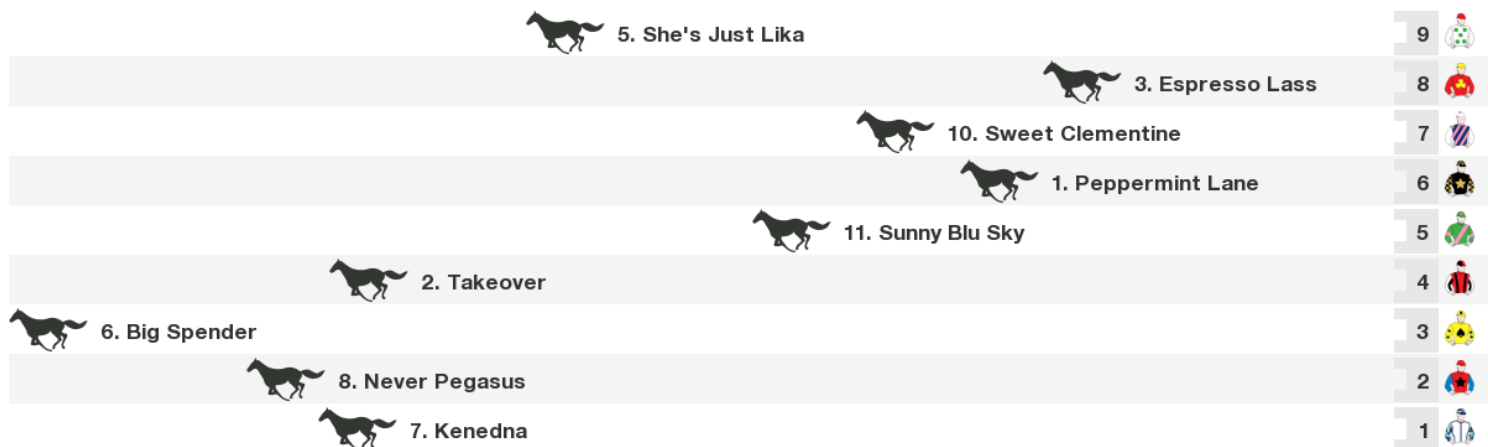 5. She's Just Lika 9
3. Espresso Lass 8
10. Sweet Clementine 7
1. Peppermint Lane 6
11. Sunny Blu Sky 5
2. Takeover 4
6. Big Spender 3
8. Never Pegasus 2
7. Kenedna 1